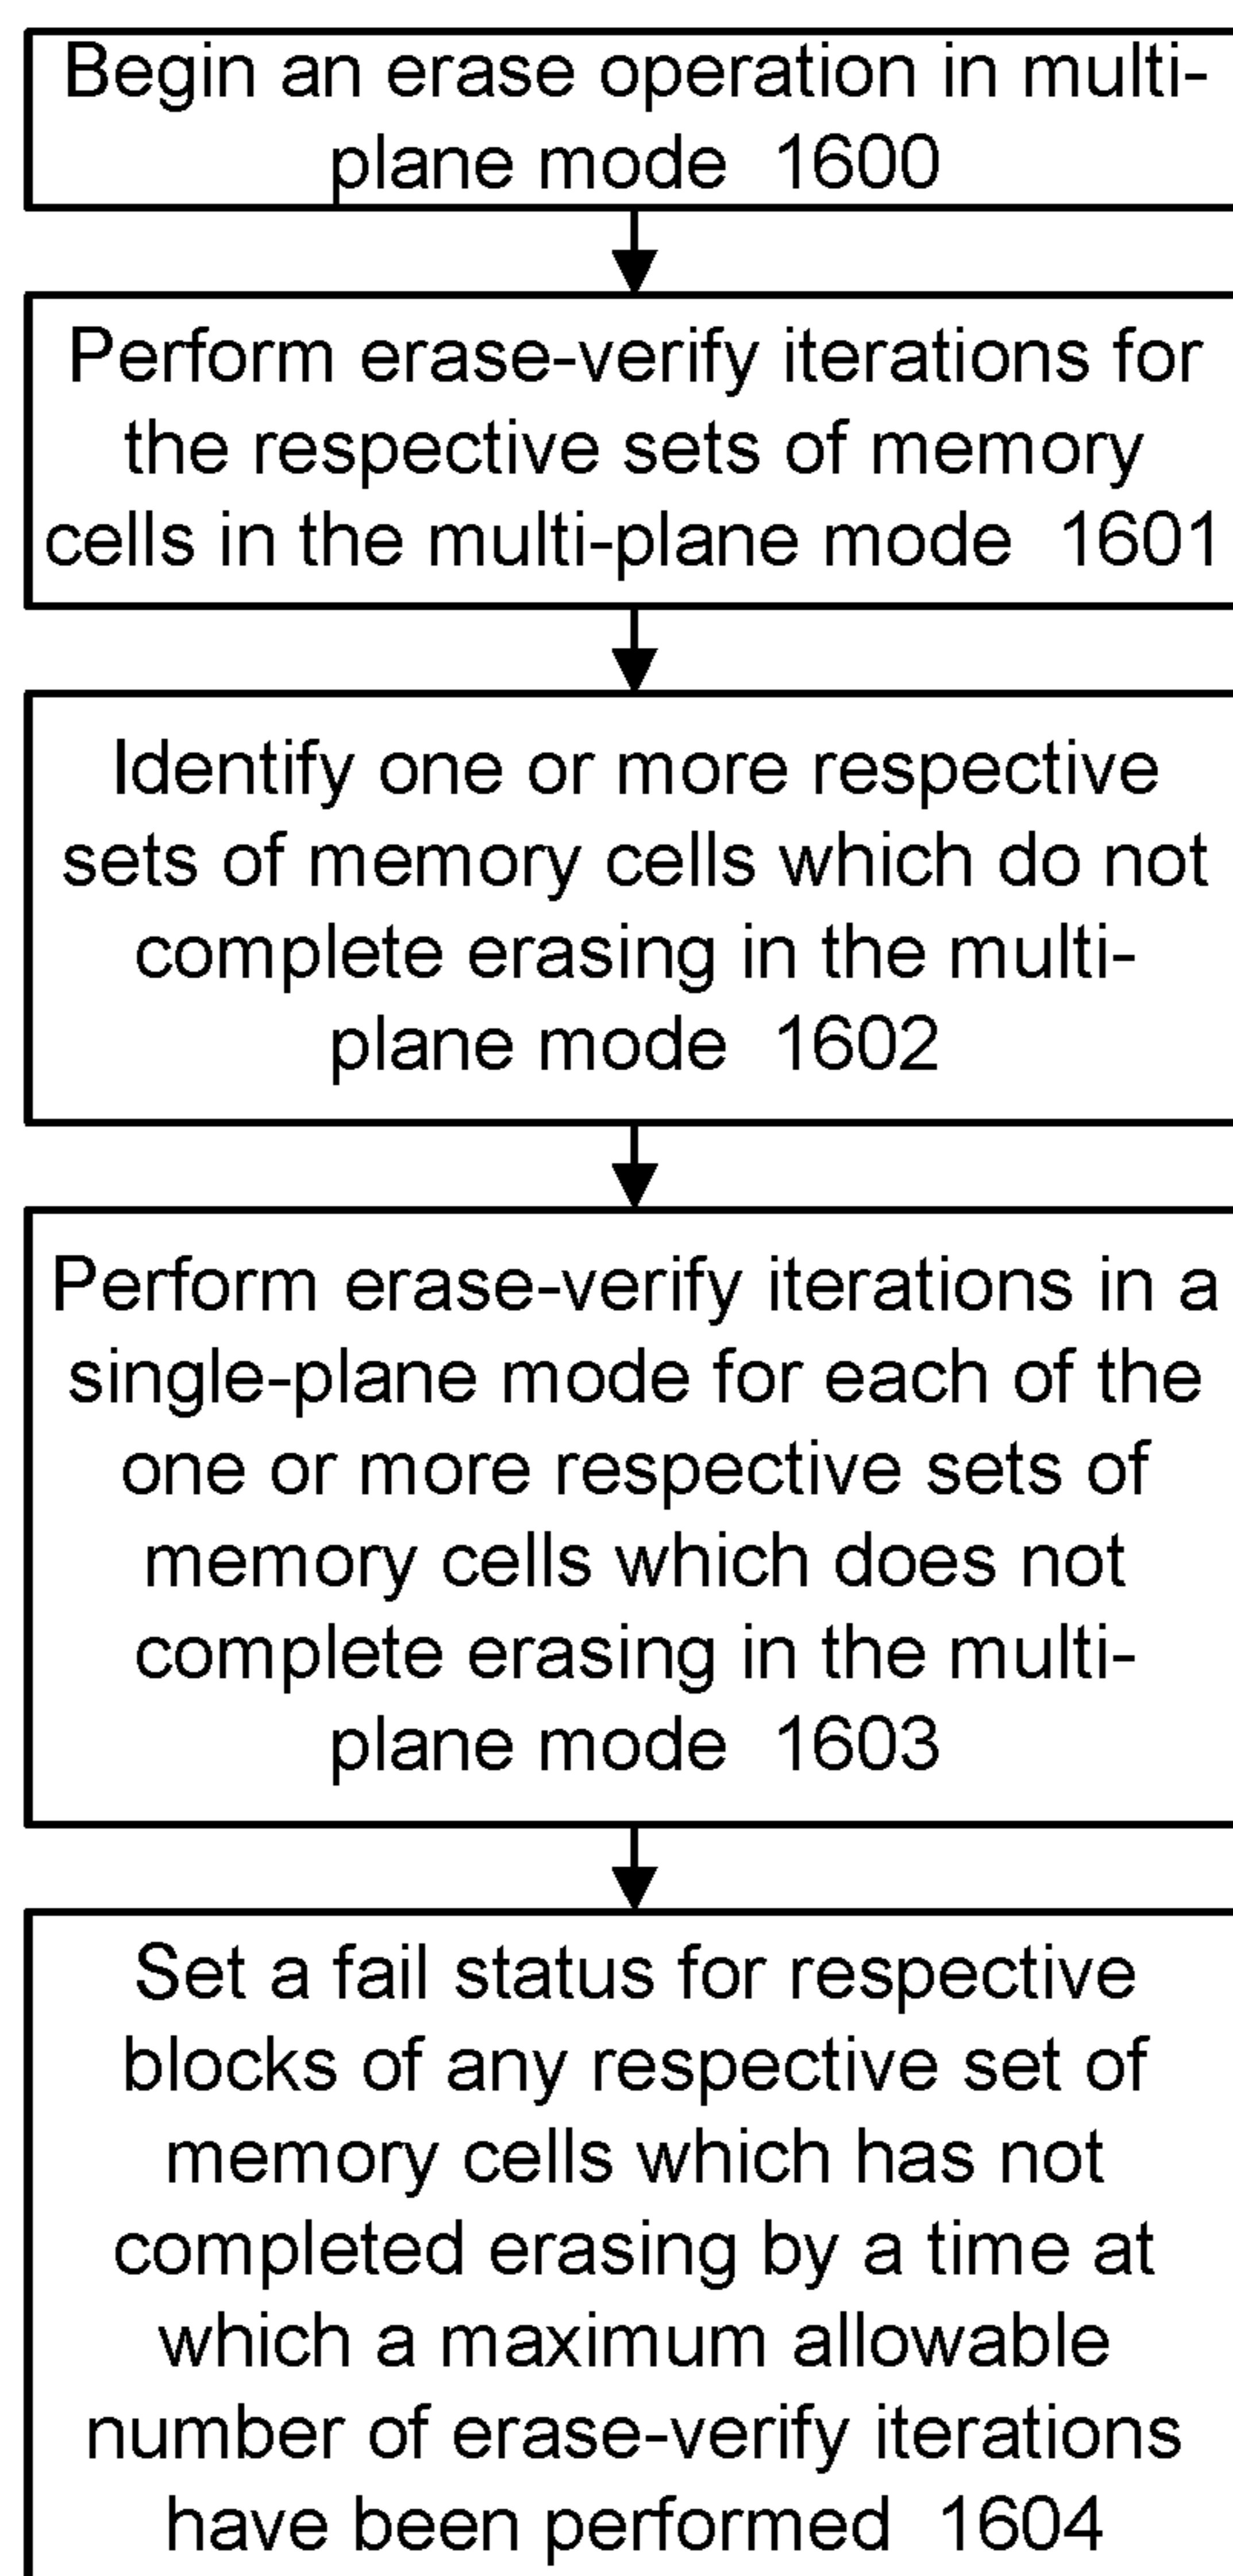 Begin an erase operation in multi-
plane mode 1600
Perform erase-verify iterations for
the respective sets of memory
cells in the multi-plane mode 1601
Identify one or more respective
sets of memory cells which do not
complete erasing in the multi-
plane mode 1602
Perform erase-verify iterations in a
single-plane mode for each of the
one or more respective sets of
memory cells which does not
complete erasing in the multi-
plane mode 1603
Set a fail status for respective
blocks of any respective set of
memory cells which has not
completed erasing by a time at
which a maximum allowable
number of erase-verify iterations
have been performed 1604